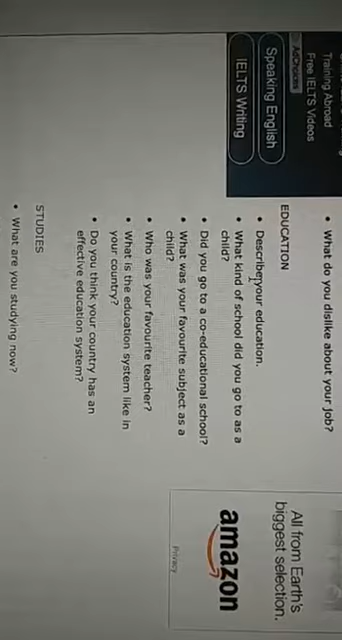 Training Abroad
Free IELTS Videos
AdChoices
Speaking English
IELTS Writing
• What do you dislike about your job?
EDUCATION
• Describe your education.
• What kind of school did you go to as a
child?
• Did you go to a co-educational school?
• What was your favourite subject as a
child?
• Who was your favourite teacher?
• What is the education system like in
your country?
• Do you think your country has an
effective education system?
STUDIES
• What are you studying now?
All from Earth's
biggest selection.
amazon
Privacy